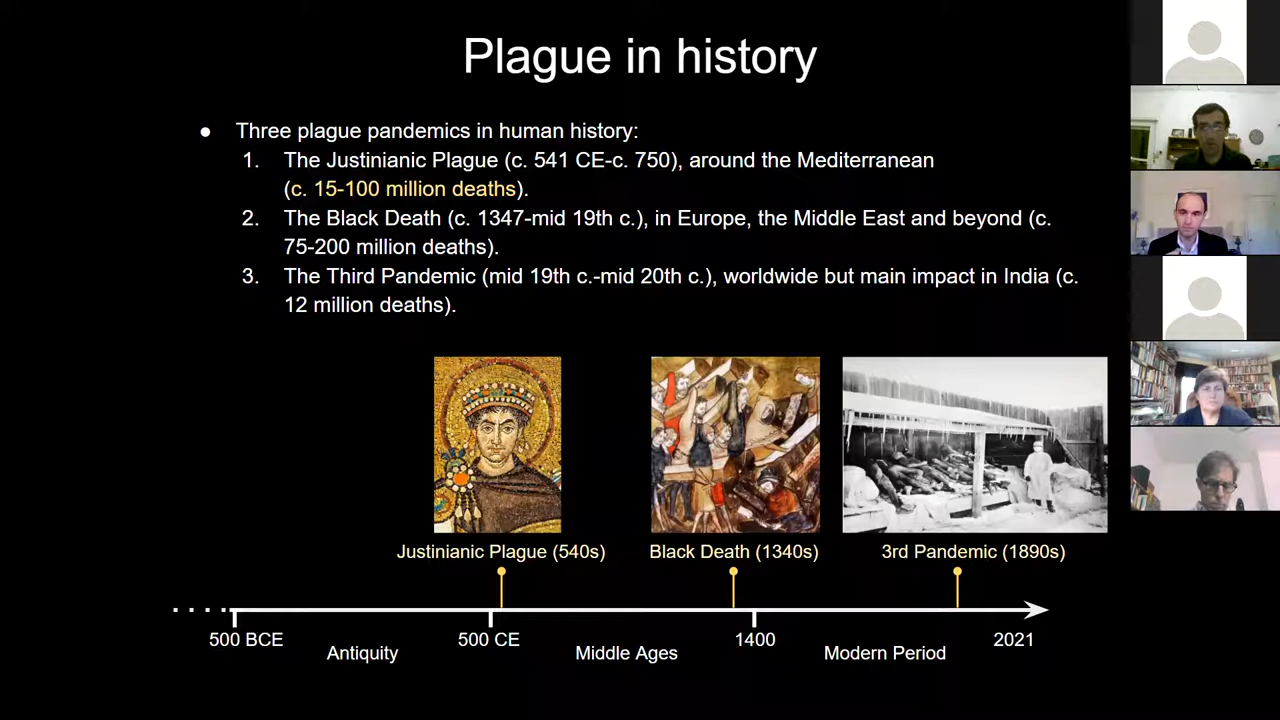 Plague in history
● Three plague pandemics in human history:
1. The Justinianic Plague (c. 541 CE-c. 750), around the Mediterranean
(c. 15-100 million deaths).
2. The Black Death (c. 1347-mid 19th c.), in Europe, the Middle East and beyond (c.
75-200 million deaths).
3. The Third Pandemic (mid 19th c.-mid 20th c.), worldwide but main impact in India (c.
12 million deaths).
Justinianic Plague (540s)
Black Death (1340s)
3rd Pandemic (1890s)
500 BCE
500 CE
1400
2021
Antiquity
Middle Ages
Modern Period